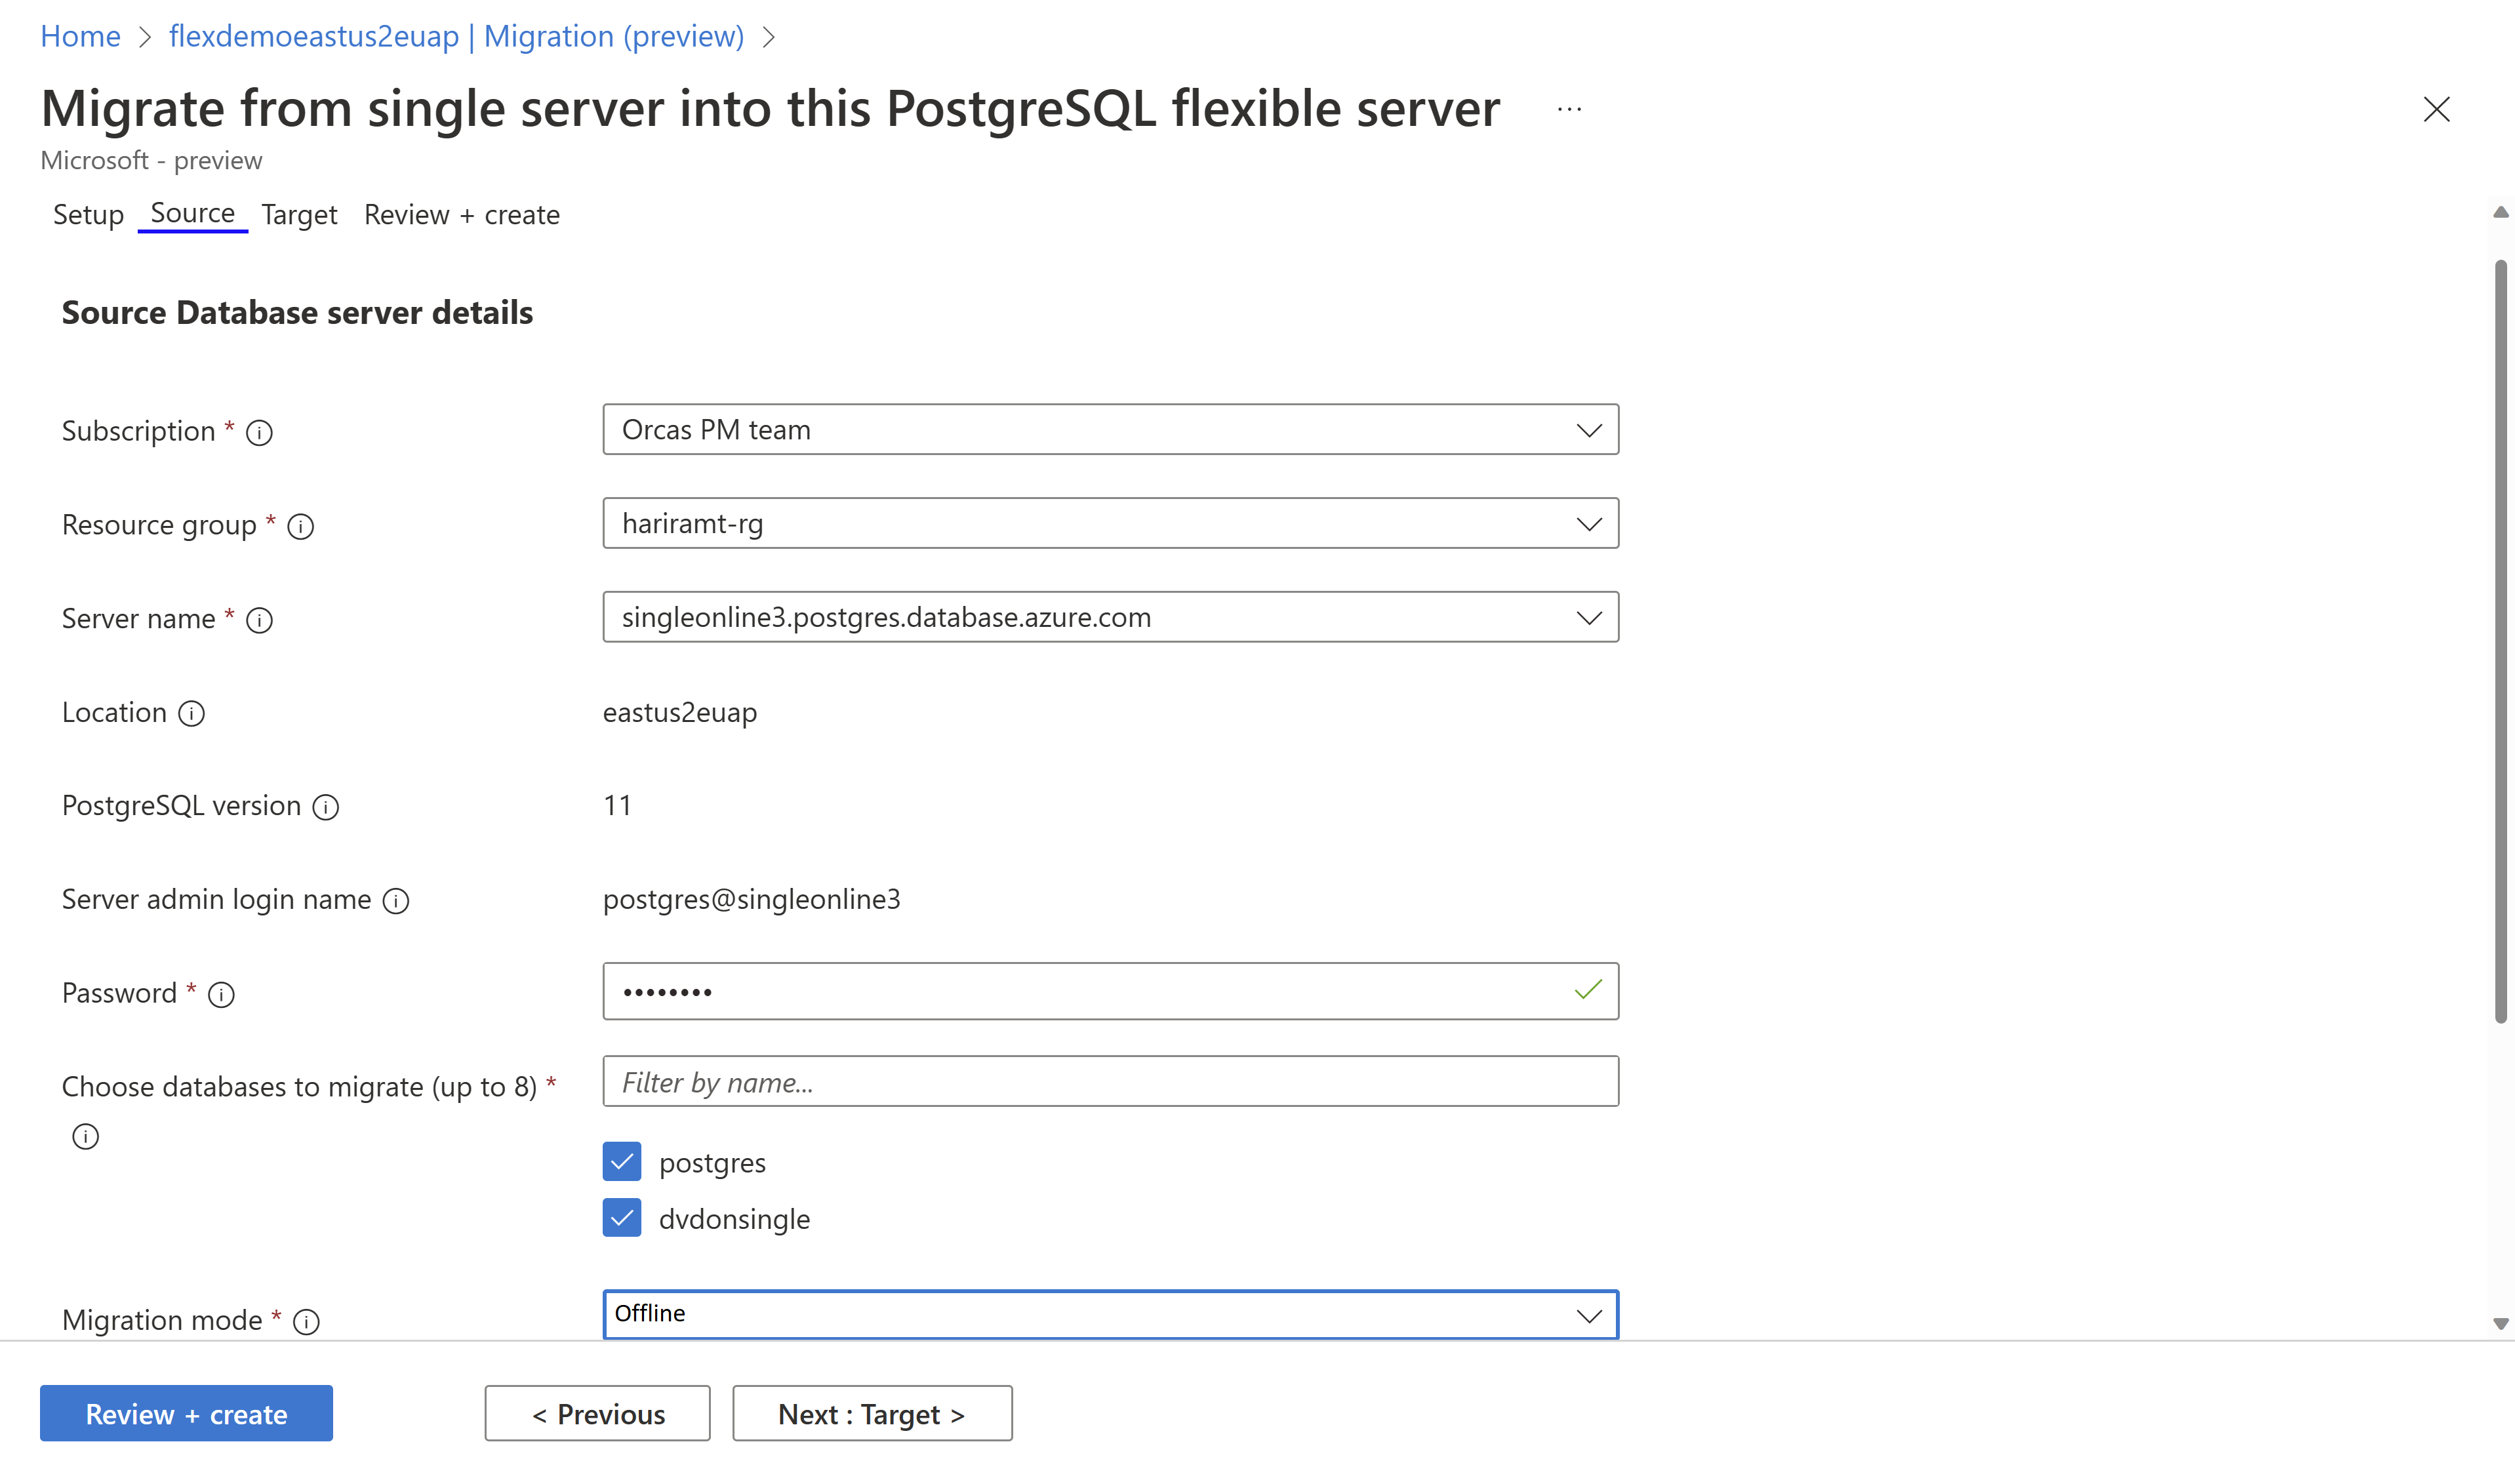 Home > flexdemoeastus2euap | Migration (preview) >
Migrate from single server into this PostgreSQL flexible server ...
Microsoft - preview
Setup Source Target Review + create
Source Database server details
Subscription * Orcas PM team
Resource group * hariramt-rg
Server name * singleonline3.postgres.database.azure.com
Location eastus2euap
PostgreSQL version 11
Server admin login name postgres@singleonline3
Password * ••••••••
Choose databases to migrate (up to 8) * Filter by name...
postgres
dvdonsingle
Migration mode * Offline
Review + create < Previous Next : Target >